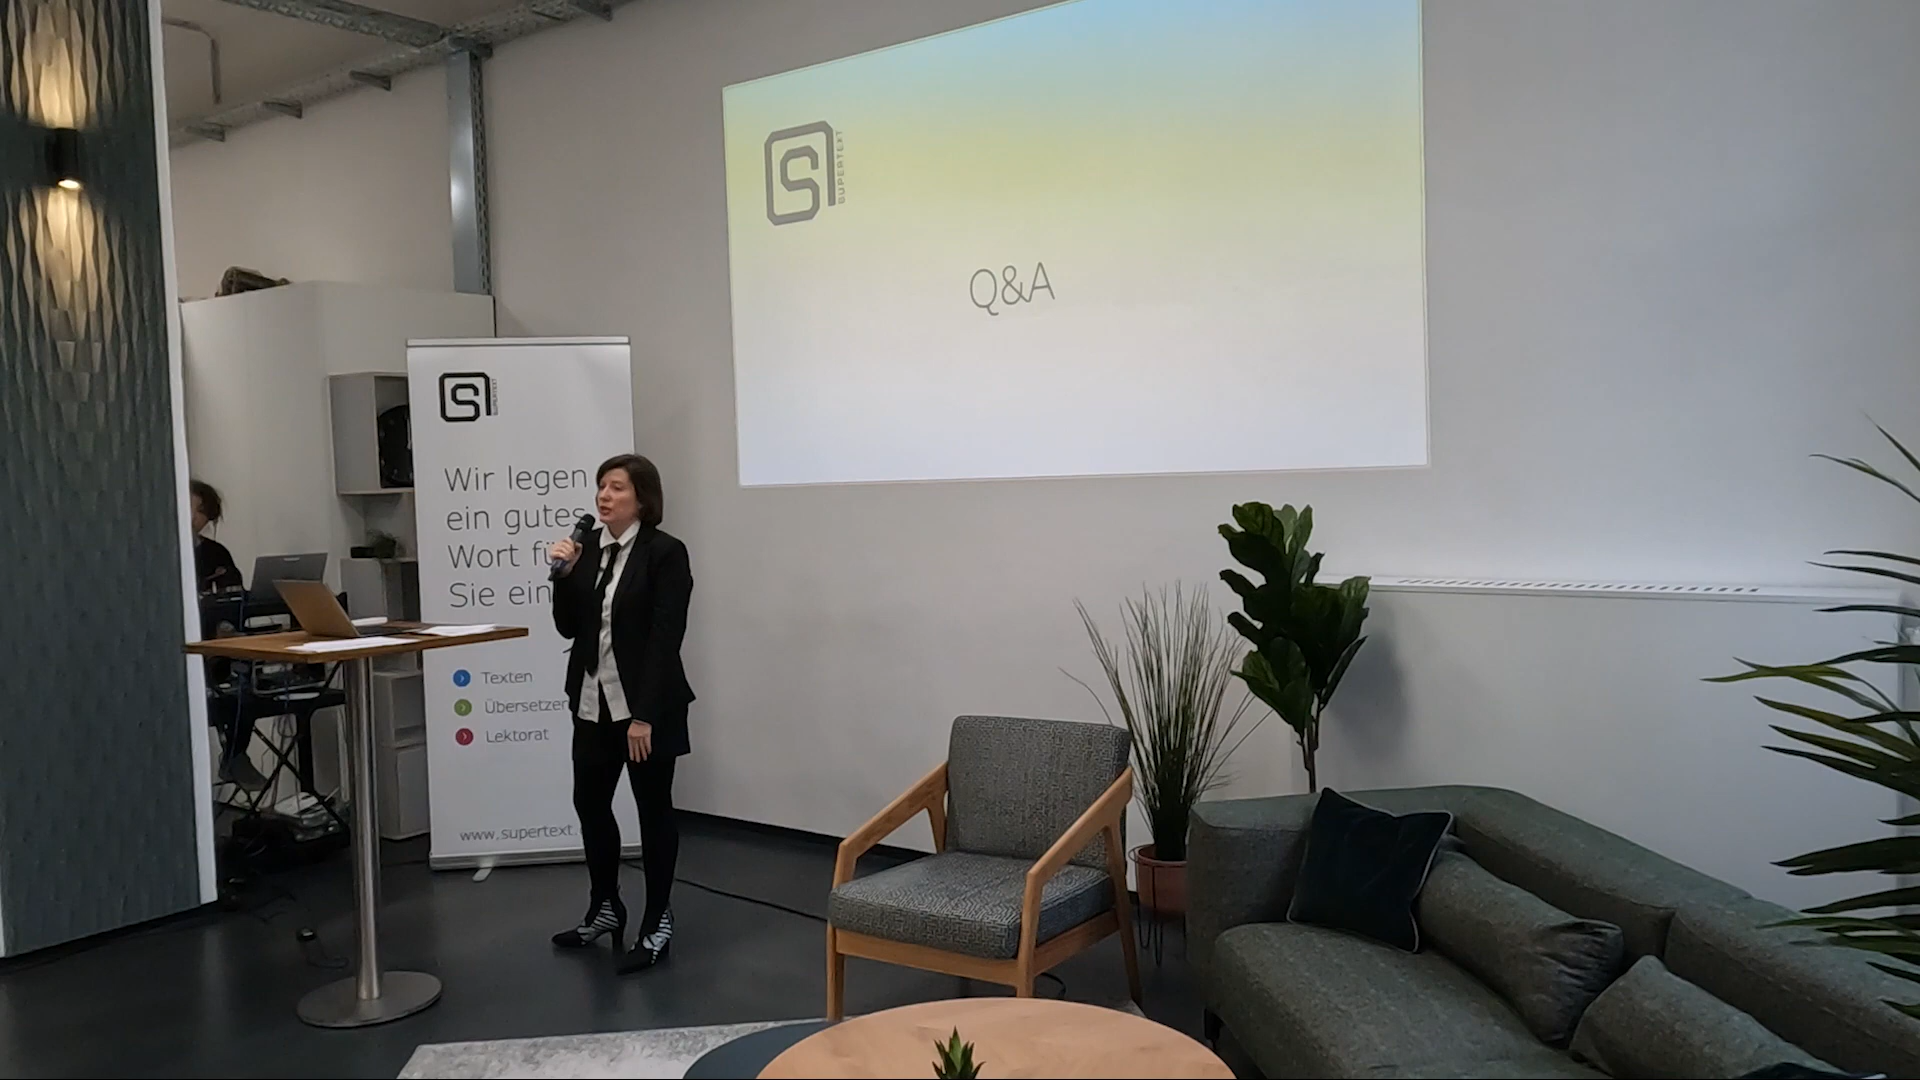 SUPERTEXT
Q&A
SUPERTEXT
Wir legen
ein gutes
Wort fü
Sie ein
Texten
Übersetzen
Lektorat
www.supertext.